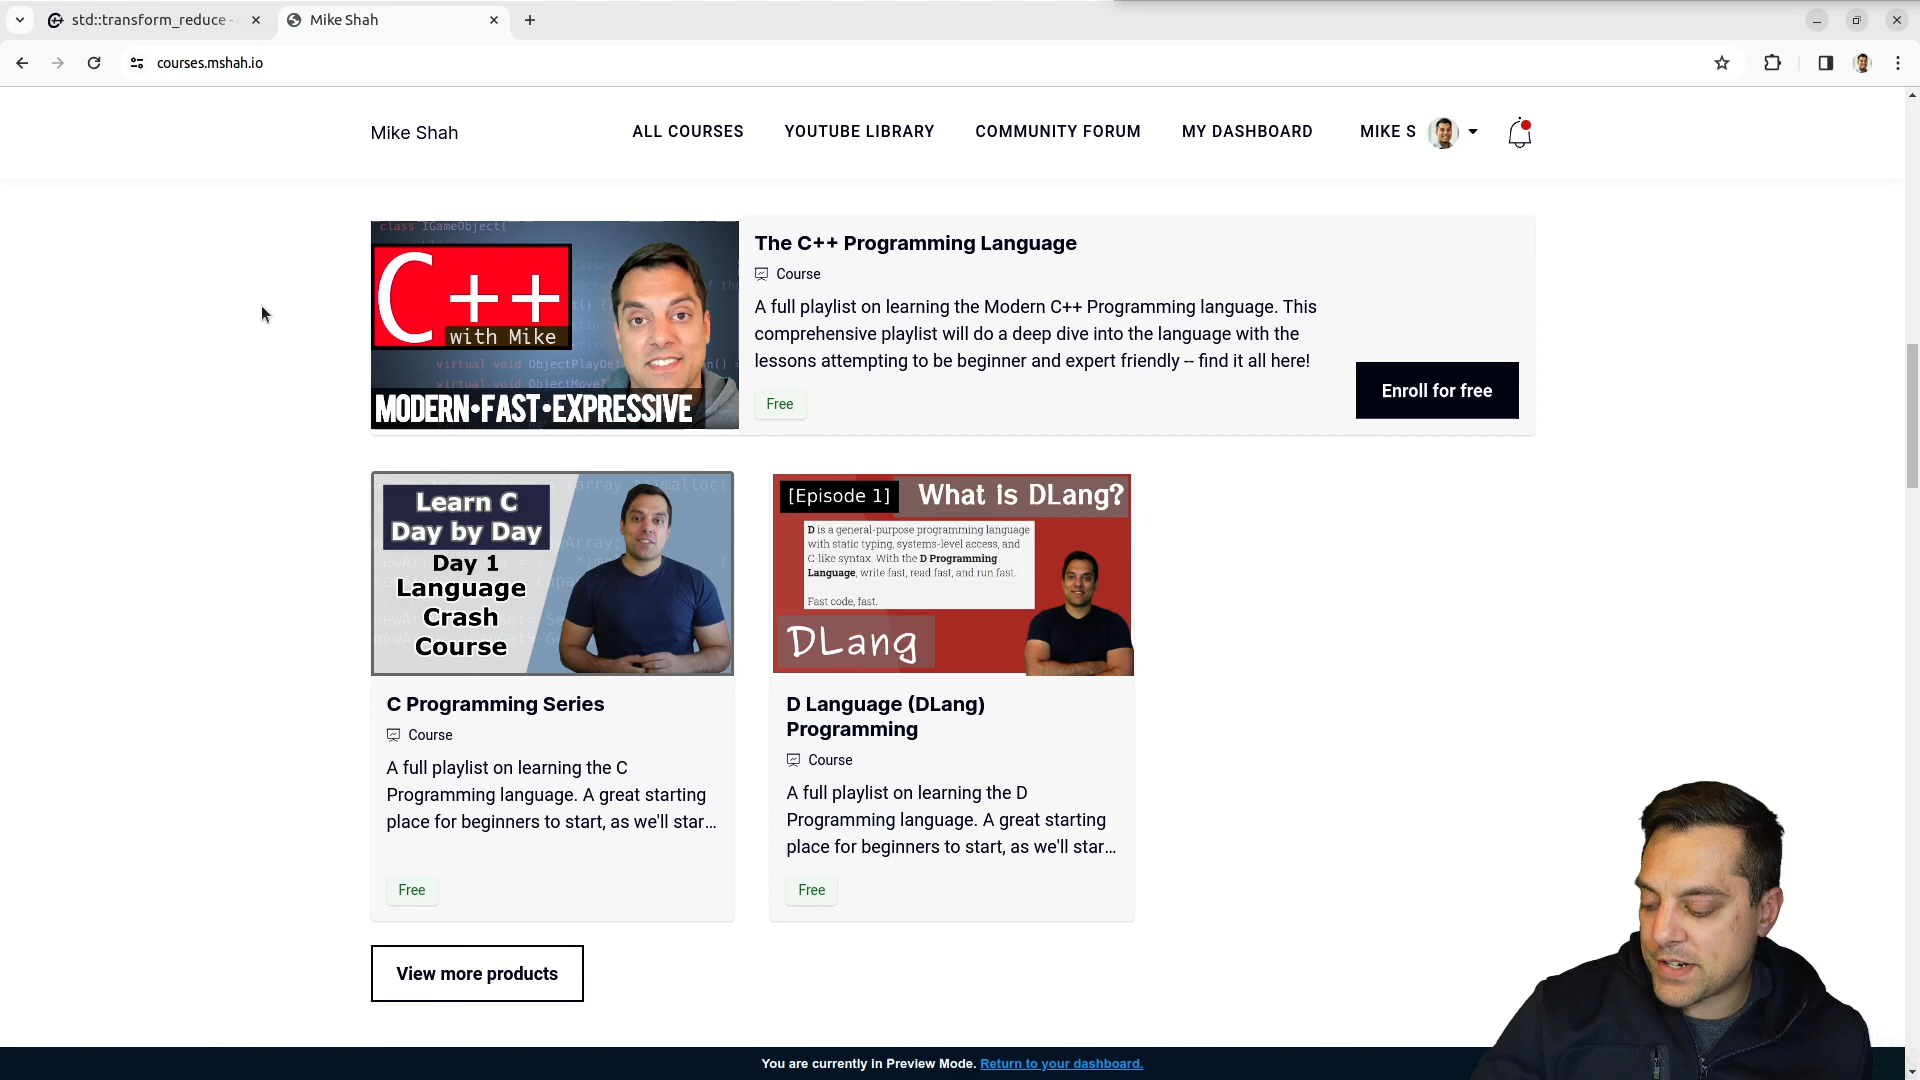 std::transform_reduce -
Mike Shah
courses.mshah.io
Mike Shah
ALL COURSES
YOUTUBE LIBRARY
COMMUNITY FORUM
MY DASHBOARD
MIKE S
class IGameObject{
C++
with Mike
virtual void ObjectPlayDef
virtual void ObjectMoveT
MODERN•FAST•EXPRESSIVE
The C++ Programming Language
Course
A full playlist on learning the Modern C++ Programming language. This
comprehensive playlist will do a deep dive into the language with the
lessons attempting to be beginner and expert friendly -- find it all here!
Free
Enroll for free
Learn C
Day by Day
Day 1
Language
Crash
Course
C Programming Series
Course
A full playlist on learning the C
Programming language. A great starting
place for beginners to start, as we'll star...
Free
[Episode 1]
What is DLang?
D is a general-purpose programming language
with static typing, systems-level access, and
C-like syntax. With the D Programming
Language, write fast, read fast, and run fast.
Fast code, fast.
DLang
D Language (DLang)
Programming
Course
A full playlist on learning the D
Programming language. A great starting
place for beginners to start, as we'll star...
Free
View more products
You are currently in Preview Mode. Return to your dashboard.